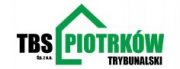 TBS PIOTRKÓW
Sp. z o.o. TRYBUNALSKI